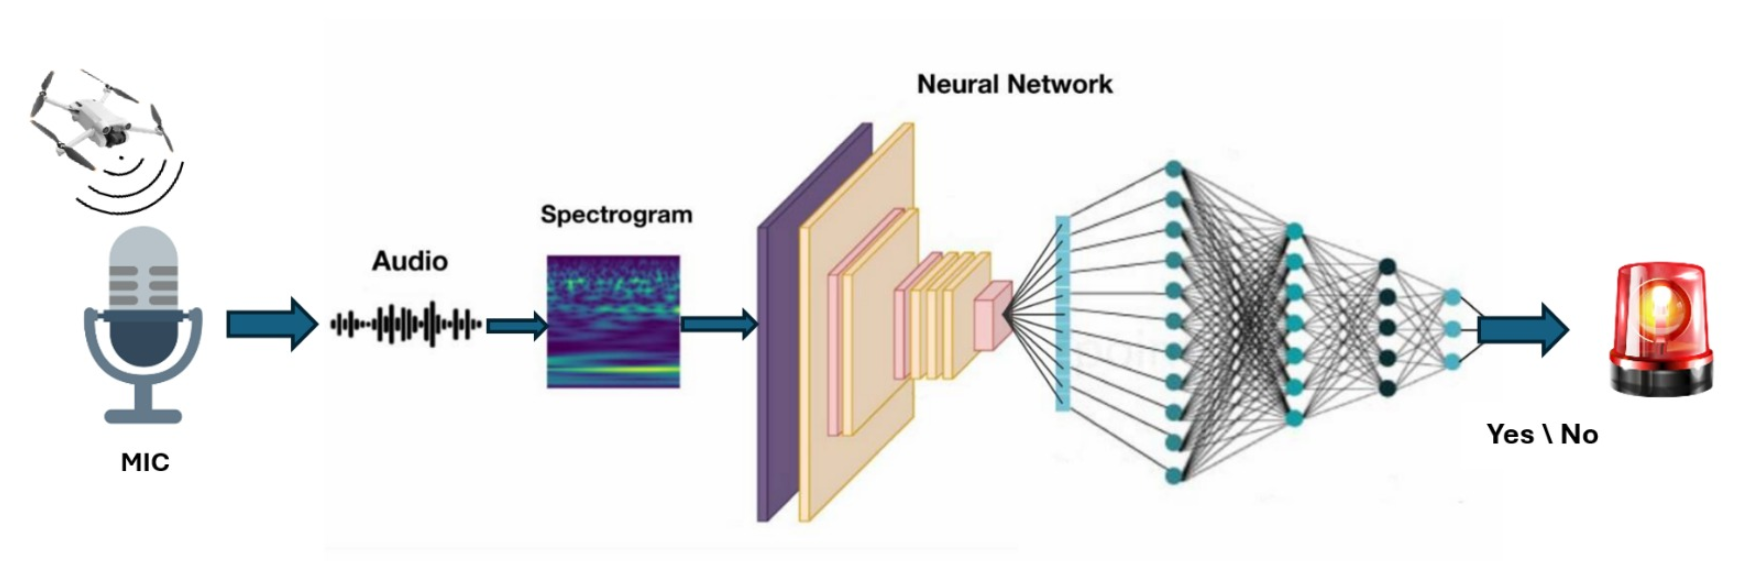 Neural Network
Spectrogram
Audio
MIC
Yes \ No